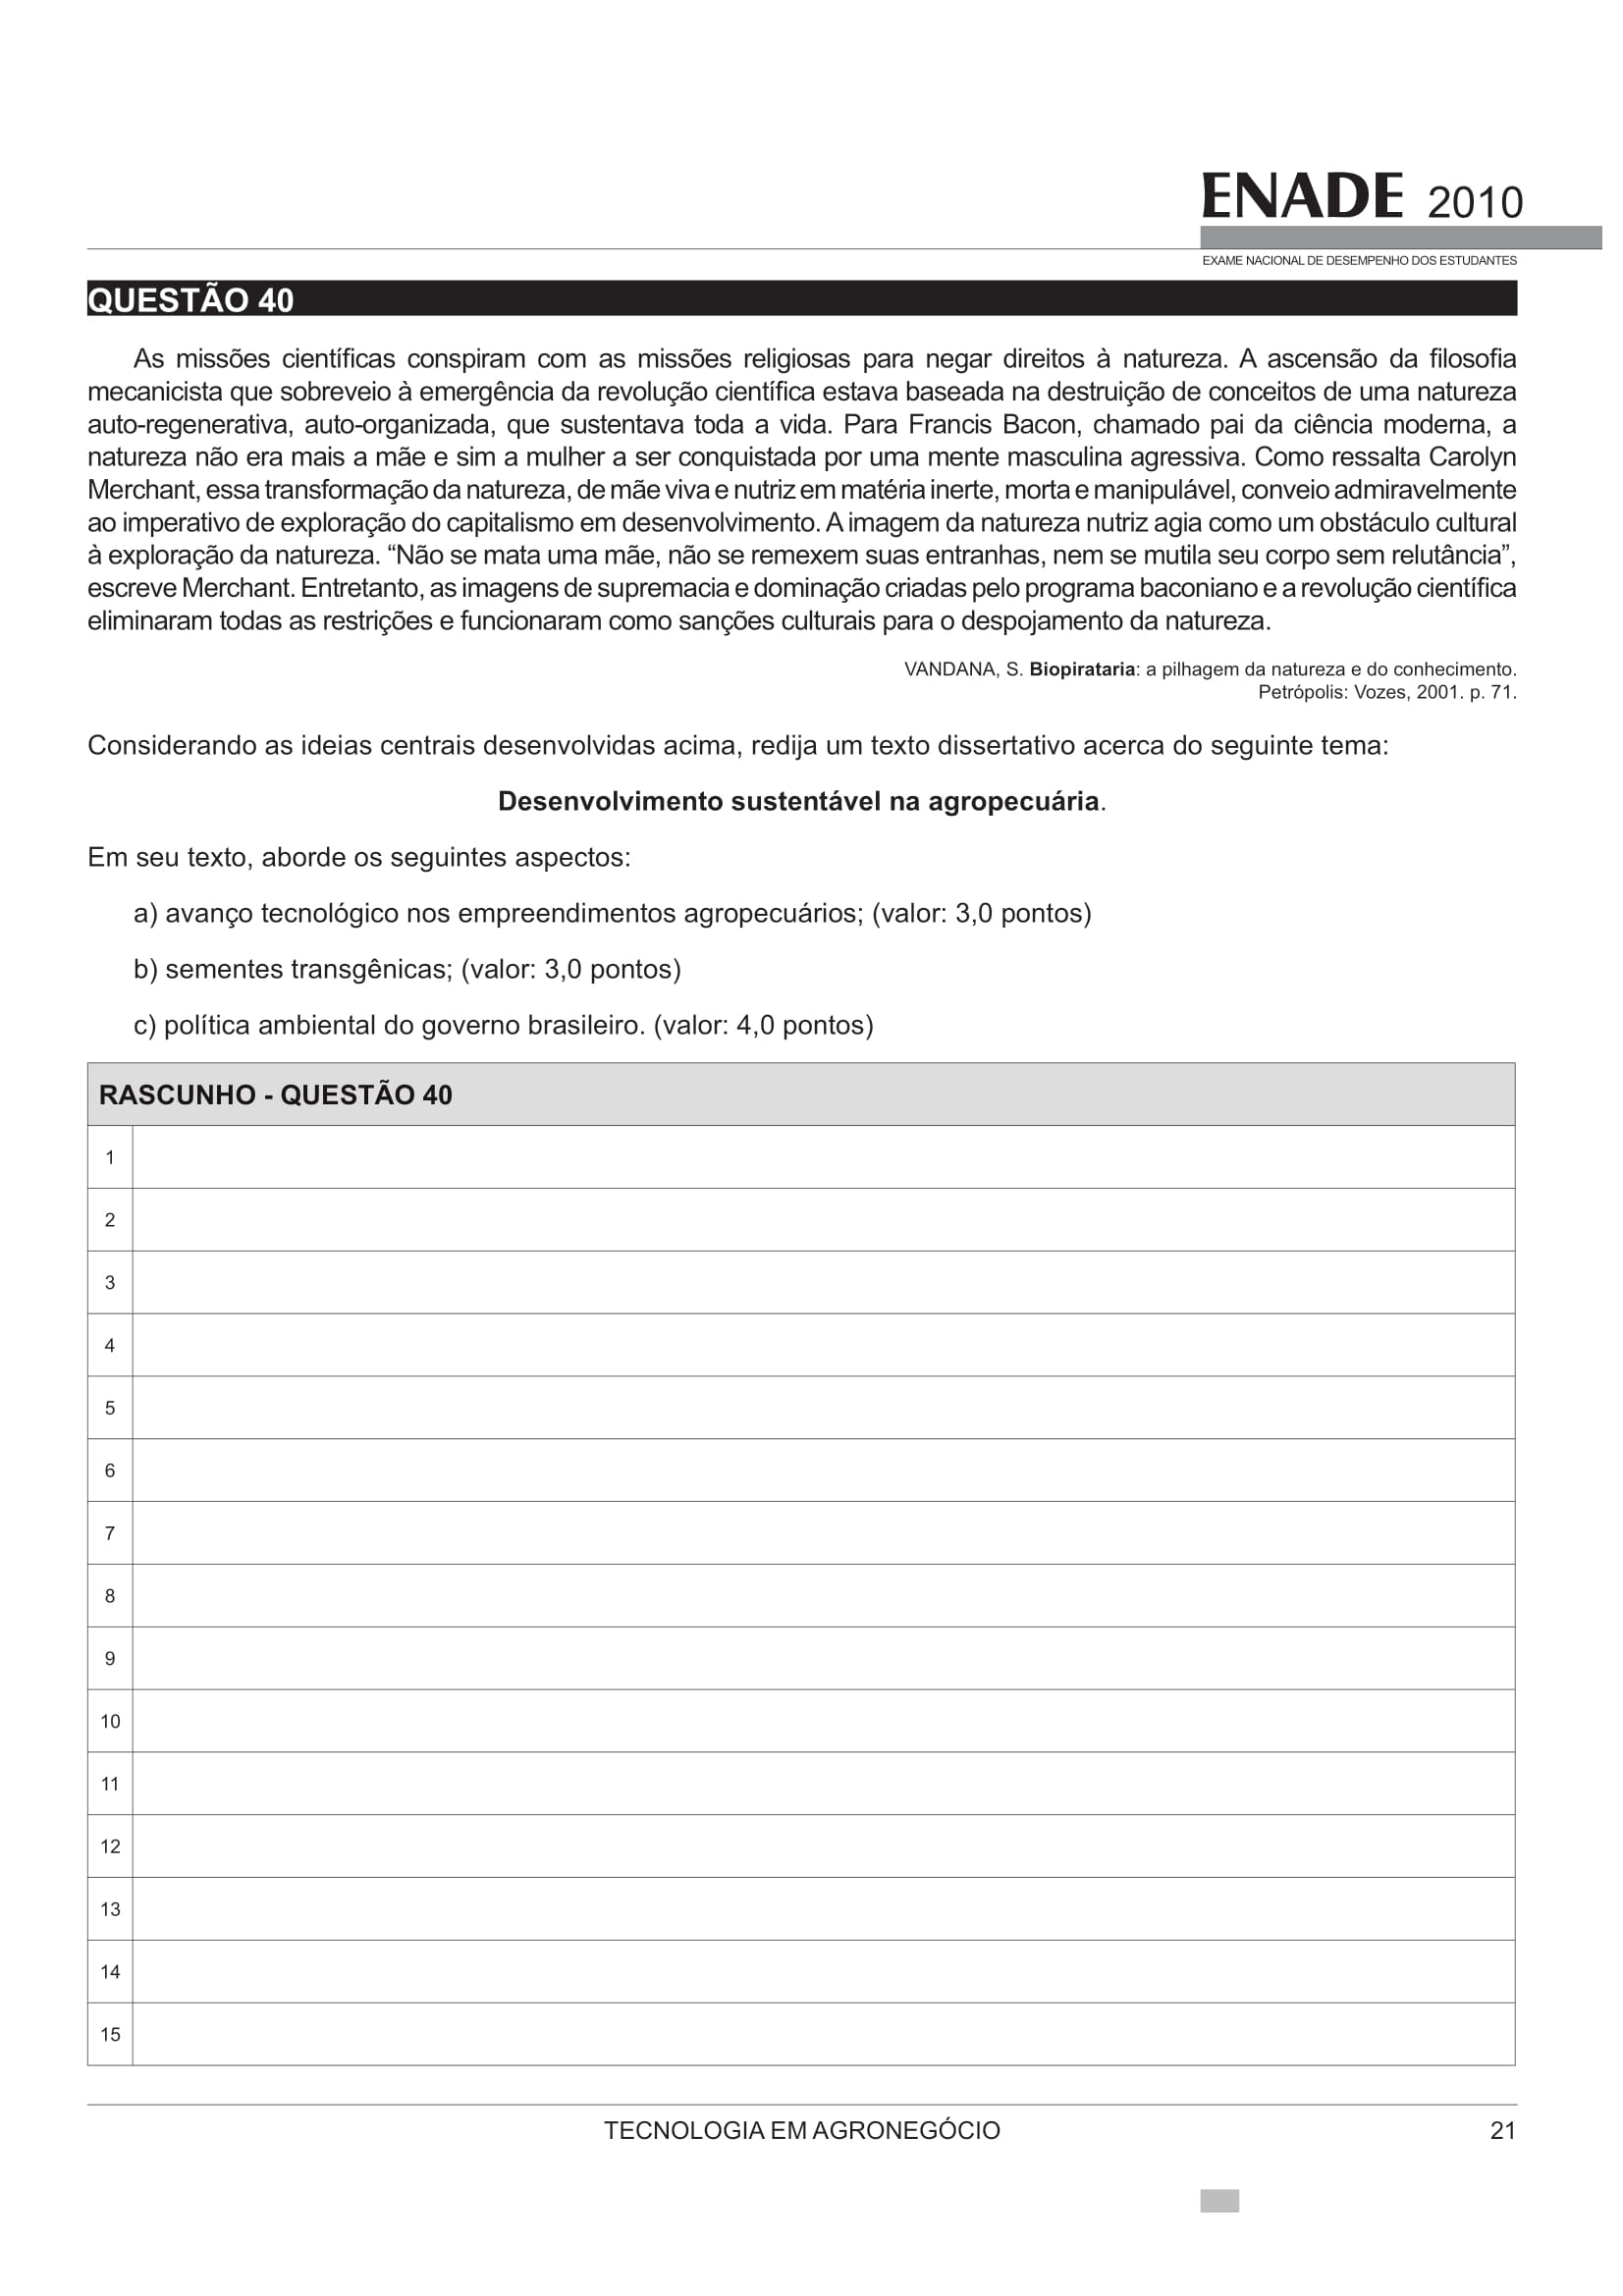 ENADE 2010
EXAME NACIONAL DE DESEMPENHO DOS ESTUDANTES
QUESTÃO 40
As missões científicas conspiram com as missões religiosas para negar direitos à natureza. A ascensão da filosofia
mecanicista que sobreveio à emergência da revolução científica estava baseada na destruição de conceitos de uma natureza
auto-regenerativa, auto-organizada, que sustentava toda a vida. Para Francis Bacon, chamado pai da ciência moderna, a
natureza não era mais a mãe e sim a mulher a ser conquistada por uma mente masculina agressiva. Como ressalta Carolyn
Merchant, essa transformação da natureza, de mãe viva e nutriz em matéria inerte, morta e manipulável, conveio admiravelmente
ao imperativo de exploração do capitalismo em desenvolvimento. A imagem da natureza nutriz agia como um obstáculo cultural
à exploração da natureza. “Não se mata uma mãe, não se remexem suas entranhas, nem se mutila seu corpo sem relutância”,
escreve Merchant. Entretanto, as imagens de supremacia e dominação criadas pelo programa baconiano e a revolução científica
eliminaram todas as restrições e funcionaram como sanções culturais para o despojamento da natureza.
VANDANA, S. Biopirataria: a pilhagem da natureza e do conhecimento.
Petrópolis: Vozes, 2001. p. 71.
Considerando as ideias centrais desenvolvidas acima, redija um texto dissertativo acerca do seguinte tema:
Desenvolvimento sustentável na agropecuária.
Em seu texto, aborde os seguintes aspectos:
a) avanço tecnológico nos empreendimentos agropecuários; (valor: 3,0 pontos)
b) sementes transgênicas; (valor: 3,0 pontos)
c) política ambiental do governo brasileiro. (valor: 4,0 pontos)
RASCUNHO - QUESTÃO 40
1
2
3
4
5
6
7
8
9
10
11
12
13
14
15
TECNOLOGIA EM AGRONEGÓCIO 21